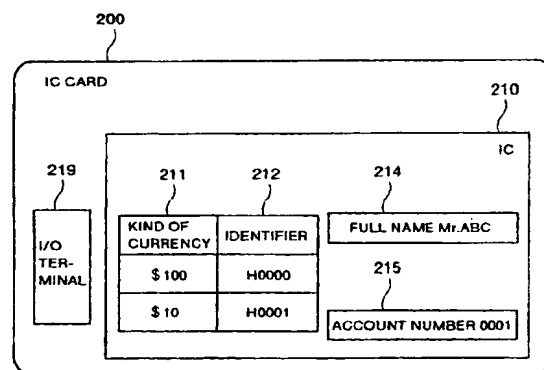 200
IC CARD
210
IC
219
211
212
214
I/O
TER-
MINAL
KIND OF
CURRENCY
IDENTIFIER
$ 100
H0000
$ 10
H0001
FULL NAME Mr.ABC
215
ACCOUNT NUMBER 0001